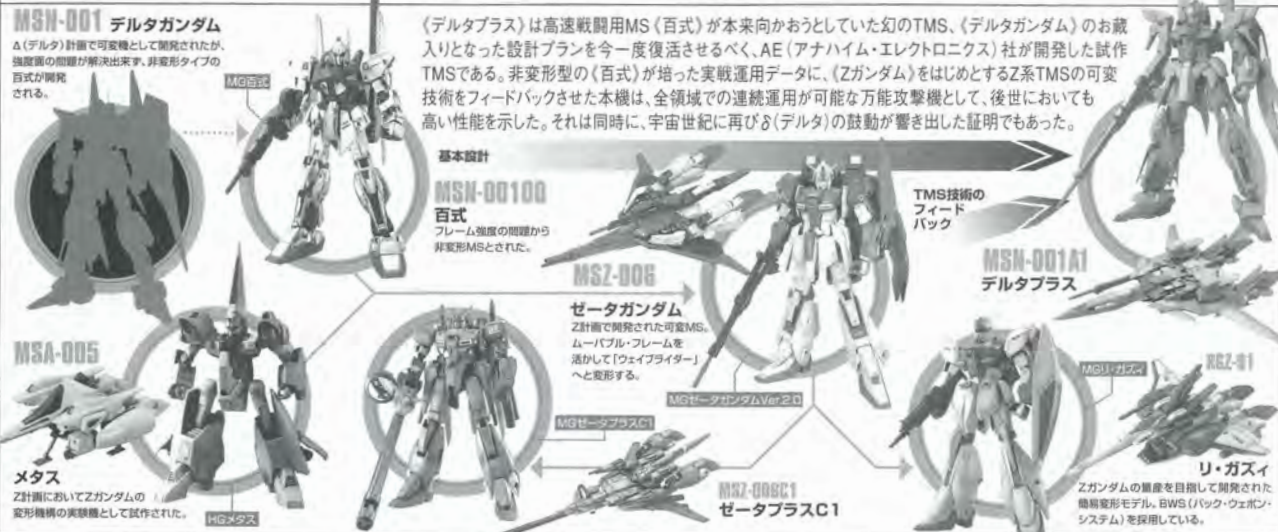 MSN-001 デルタガンダム
Δ(デルタ)計画で可変機として開発されたが、
強度面の問題が解決出来ず、非変形タイプの
百式が開発
される。
MG百式
《デルタプラス》は高速戦闘用MS《百式》が本来向かおうとしていた幻のTMS、《デルタガンダム》のお蔵
入りとなった設計プランを今一度復活させるべく、AE(アナハイム・エレクトロニクス)社が開発した試作
TMSである。非変形型の《百式》が培った実戦運用データに、《Zガンダム》をはじめとするZ系TMSの可変
技術をフィードバックさせた本機は、全領域での連続運用が可能な万能攻撃機として、後世においても
高い性能を示した。それは同時に、宇宙世紀に再びδ(デルタ)の鼓動が響き出した証明でもあった。
基本設計
MSN-00100
百式
フレーム強度の問題から
非変形MSとされた。
TMS技術の
フィード
バック
MSN-001A1
デルタプラス
MSZ-006
ゼータガンダム
Z計画で開発された可変MS。
ムーバブル・フレームを
活かして「ウェイブライダー」
へと変形する。
MGゼータガンダムVer.2.0
MSA-005
メタス
Z計画においてZガンダムの
変形機構の実験機として試作された。
HGメタス
MGゼータプラスC1
MSZ-006C1
ゼータプラスC1
MGリ・ガズィ
RGZ-91
リ・ガズィ
Zガンダムの量産を目指して開発された
簡易変形モデル。BWS(バック・ウェポン・
システム)を採用している。